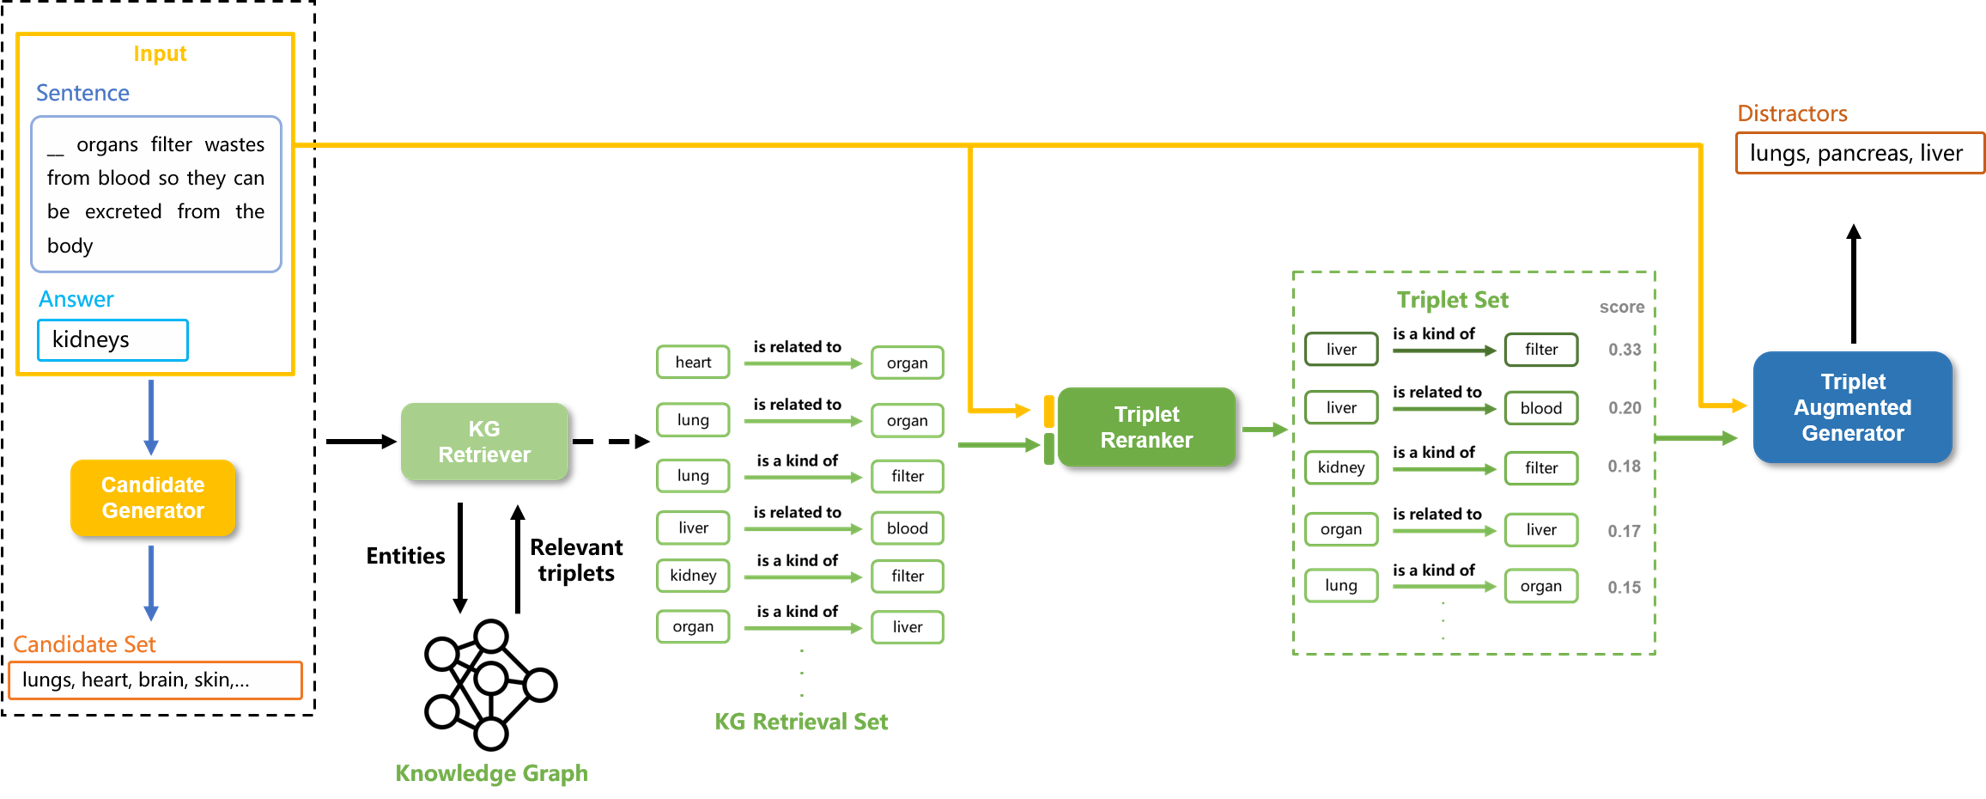 Input
Sentence
__ organs filter wastes
from blood so they can
be excreted from the
body
Answer
kidneys
Candidate
Generator
Candidate Set
lungs, heart, brain, skin,...
KG
Retriever
Entities
Relevant
triplets
Knowledge Graph
heart is related to organ
lung is related to organ
lung is a kind of filter
liver is related to blood
kidney is a kind of filter
organ is a kind of liver
KG Retrieval Set
Triplet
Reranker
Triplet Set score
liver is a kind of filter 0.33
liver is related to blood 0.20
kidney is a kind of filter 0.18
organ is related to liver 0.17
lung is a kind of organ 0.15
Triplet
Augmented
Generator
Distractors
lungs, pancreas, liver